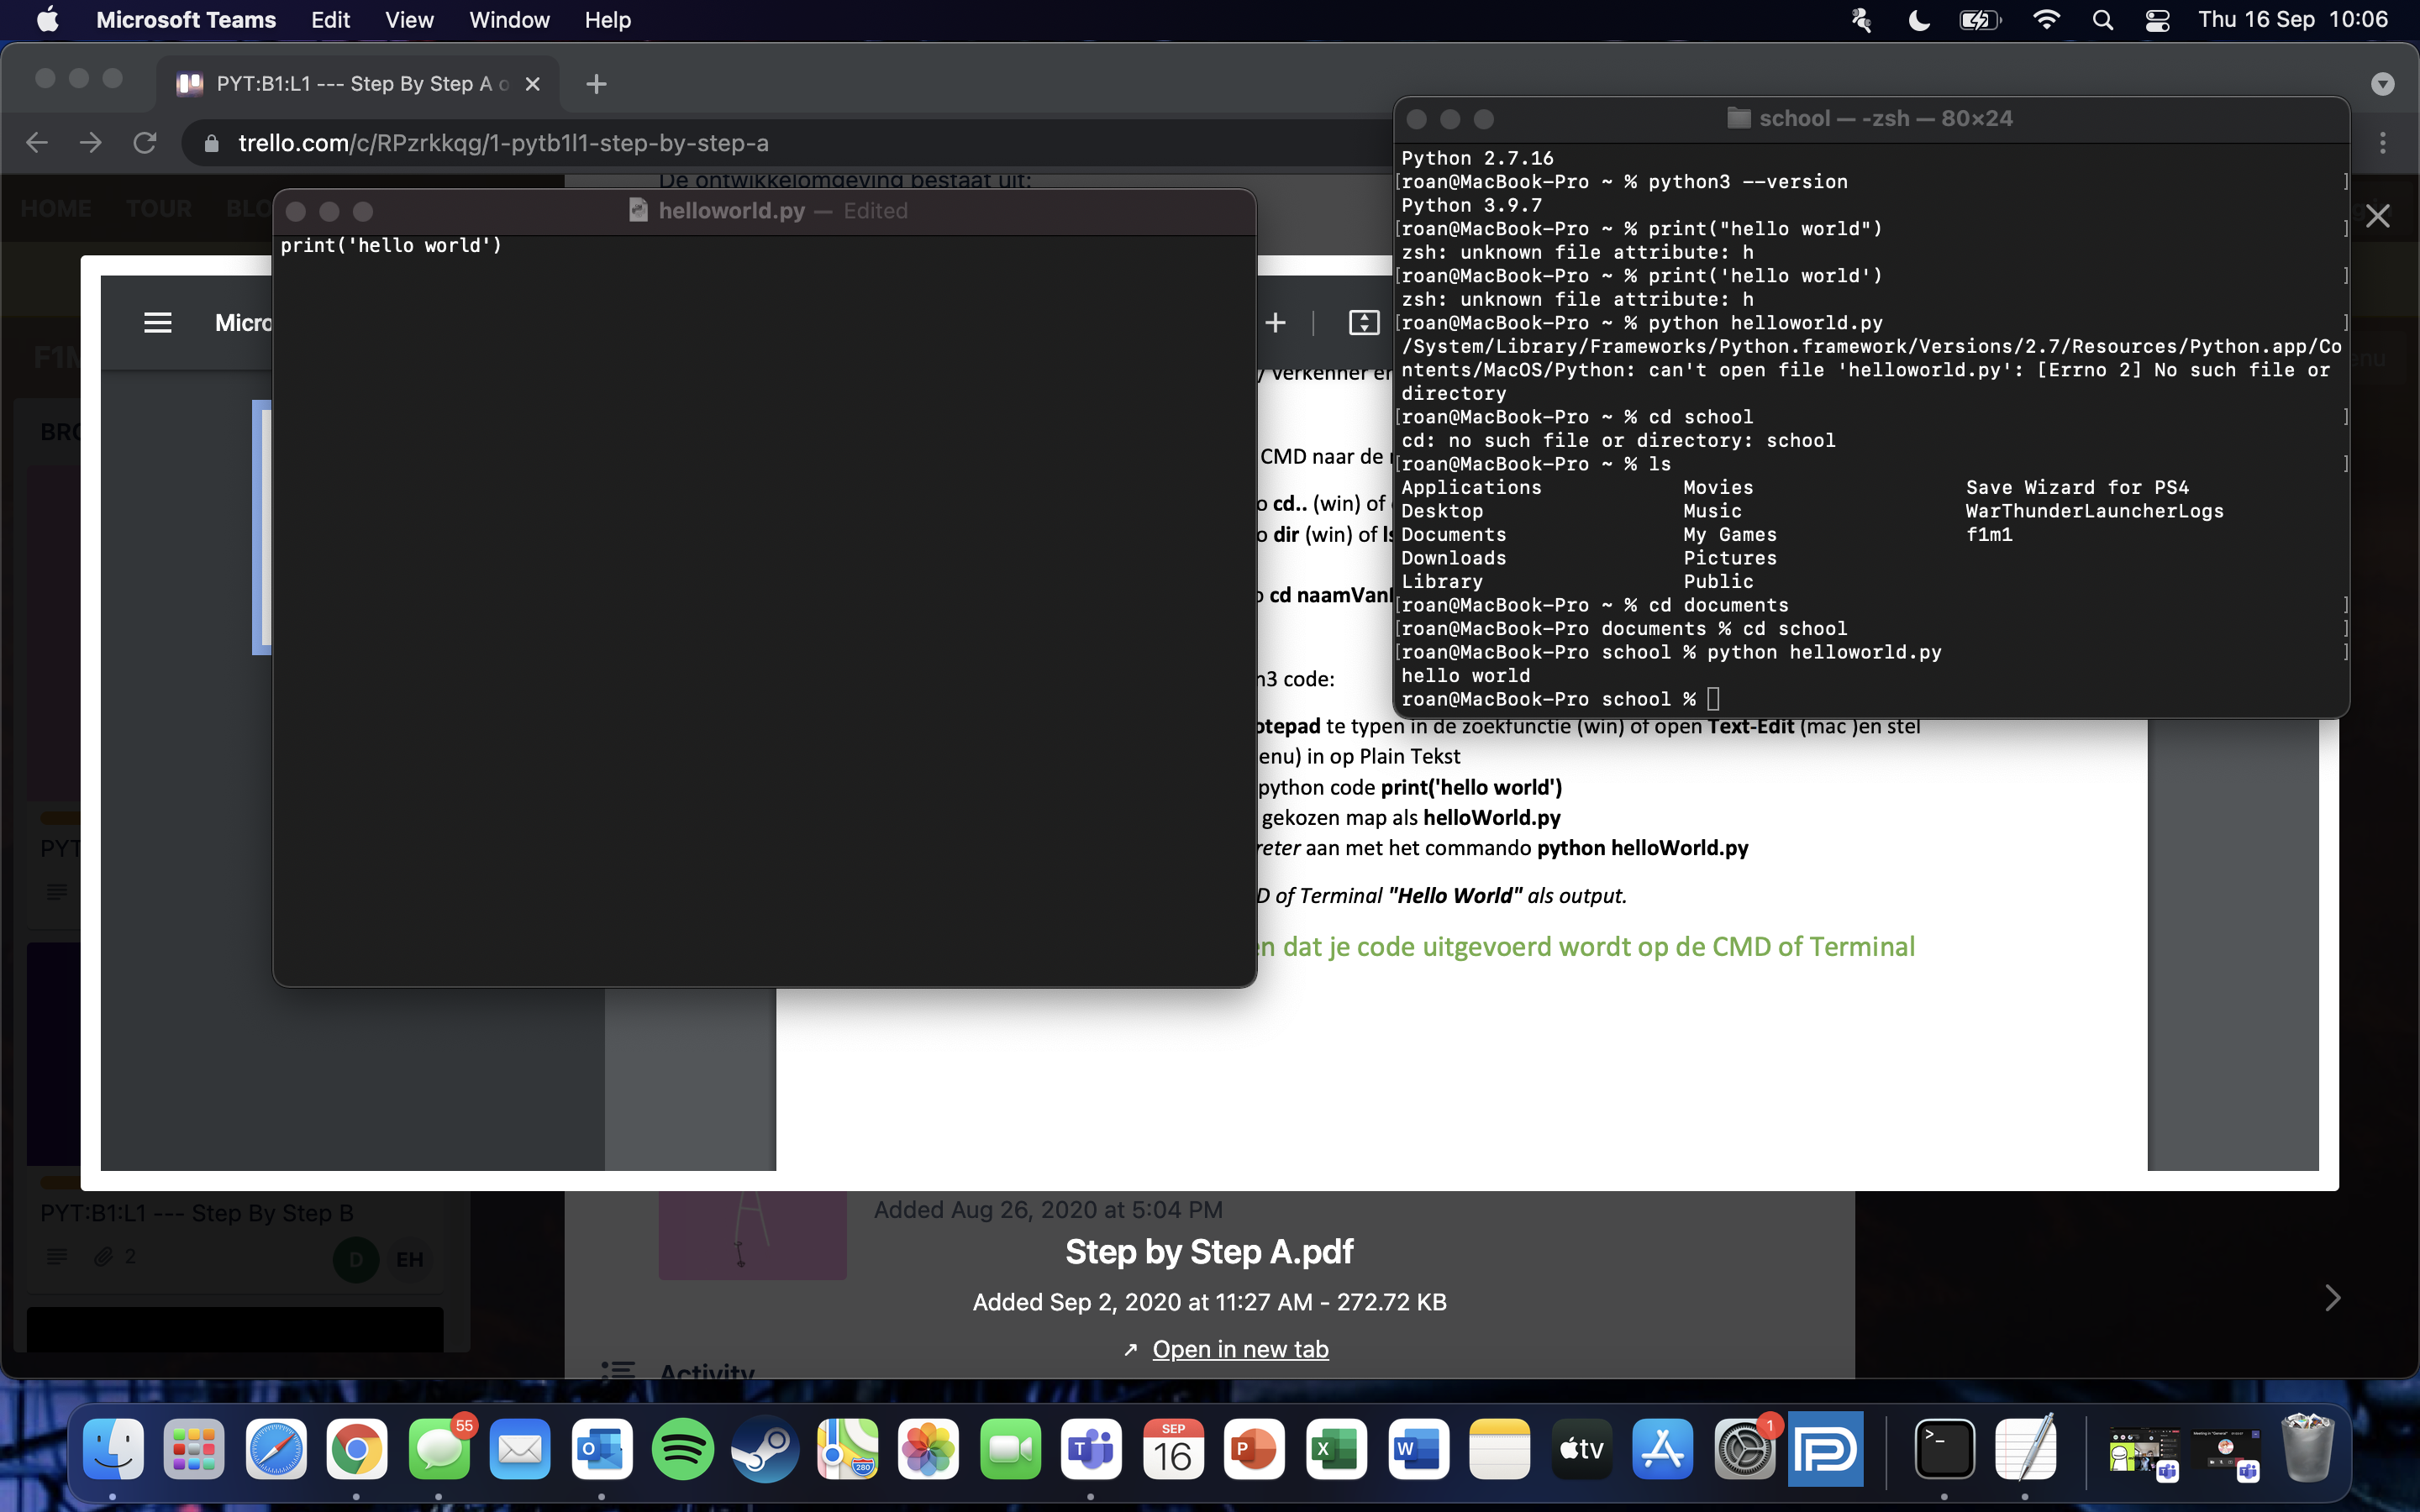 Microsoft Teams Edit View Window Help
Thu 16 Sep 10:06
PYT:B1:L1 --- Step By Step A
trello.com/c/RPzrkkqg/1-pytb1l1-step-by-step-a
De ontwikkelomgeving bestaat uit:
HOME TOUR
helloworld.py — Edited
print('hello world')
school — -zsh — 80×24
Python 2.7.16
[roan@MacBook-Pro ~ % python3 --version ]
Python 3.9.7
[roan@MacBook-Pro ~ % print("hello world") ]
zsh: unknown file attribute: h
[roan@MacBook-Pro ~ % print('hello world') ]
zsh: unknown file attribute: h
[roan@MacBook-Pro ~ % python helloworld.py ]
/System/Library/Frameworks/Python.framework/Versions/2.7/Resources/Python.app/Co
ntents/MacOS/Python: can't open file 'helloworld.py': [Errno 2] No such file or
directory
[roan@MacBook-Pro ~ % cd school ]
cd: no such file or directory: school
[roan@MacBook-Pro ~ % ls ]
Applications Movies Save Wizard for PS4
Desktop Music WarThunderLauncherLogs
Documents My Games f1m1
Downloads Pictures
Library Public
[roan@MacBook-Pro ~ % cd documents ]
[roan@MacBook-Pro documents % cd school ]
[roan@MacBook-Pro school % python helloworld.py ]
hello world
roan@MacBook-Pro school %
Micro
verkenner
CMD naar de
o cd.. (win) of
o dir (win) of
cd naamVan
n3 code:
otepad te typen in de zoekfunctie (win) of open Text-Edit (mac )en stel
enu) in op Plain Tekst
python code print('hello world')
gekozen map als helloWorld.py
reter aan met het commando python helloWorld.py
D of Terminal "Hello World" als output.
en dat je code uitgevoerd wordt op de CMD of Terminal
PYT
PYT:B1:L1 --- Step By Step B
2
D EH
Added Aug 26, 2020 at 5:04 PM
Step by Step A.pdf
Added Sep 2, 2020 at 11:27 AM - 272.72 KB
↗ Open in new tab
Activity
55
SEP
16
280
tv
1